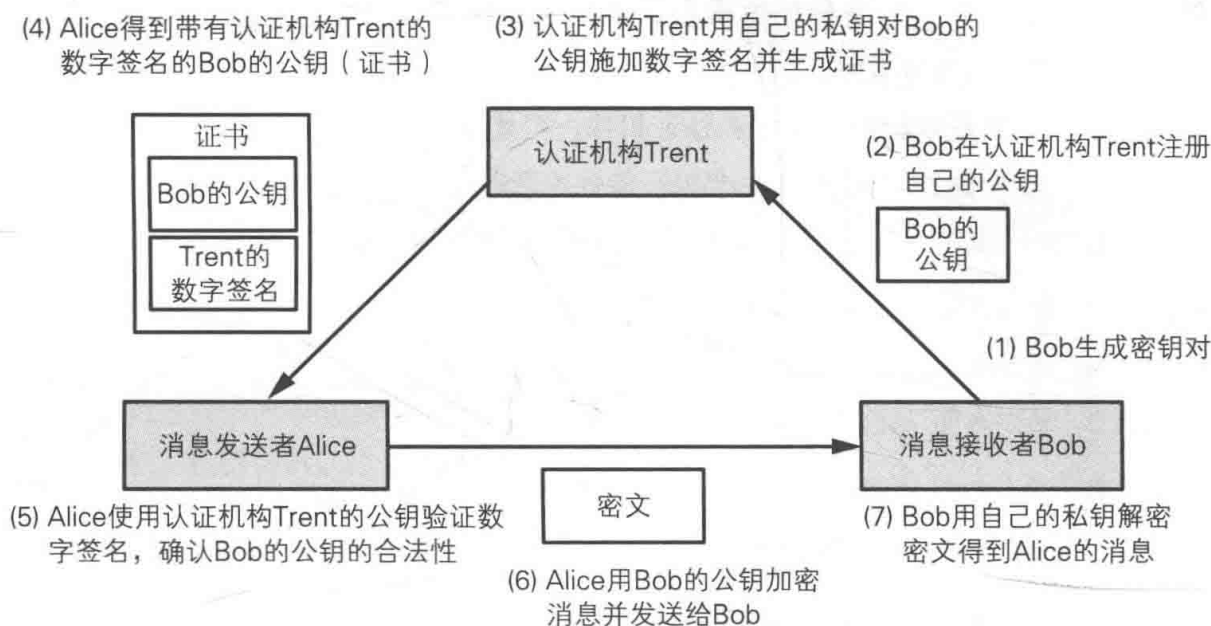 (4) Alice得到带有认证机构Trent的
数字签名的Bob的公钥（证书）
(3) 认证机构Trent用自己的私钥对Bob的
公钥施加数字签名并生成证书
证书
Bob的公钥
Trent的
数字签名
认证机构Trent
(2) Bob在认证机构Trent注册
自己的公钥
Bob的
公钥
(1) Bob生成密钥对
消息发送者Alice
消息接收者Bob
(5) Alice使用认证机构Trent的公钥验证数
字签名，确认Bob的公钥的合法性
密文
(6) Alice用Bob的公钥加密
消息并发送给Bob
(7) Bob用自己的私钥解密
密文得到Alice的消息